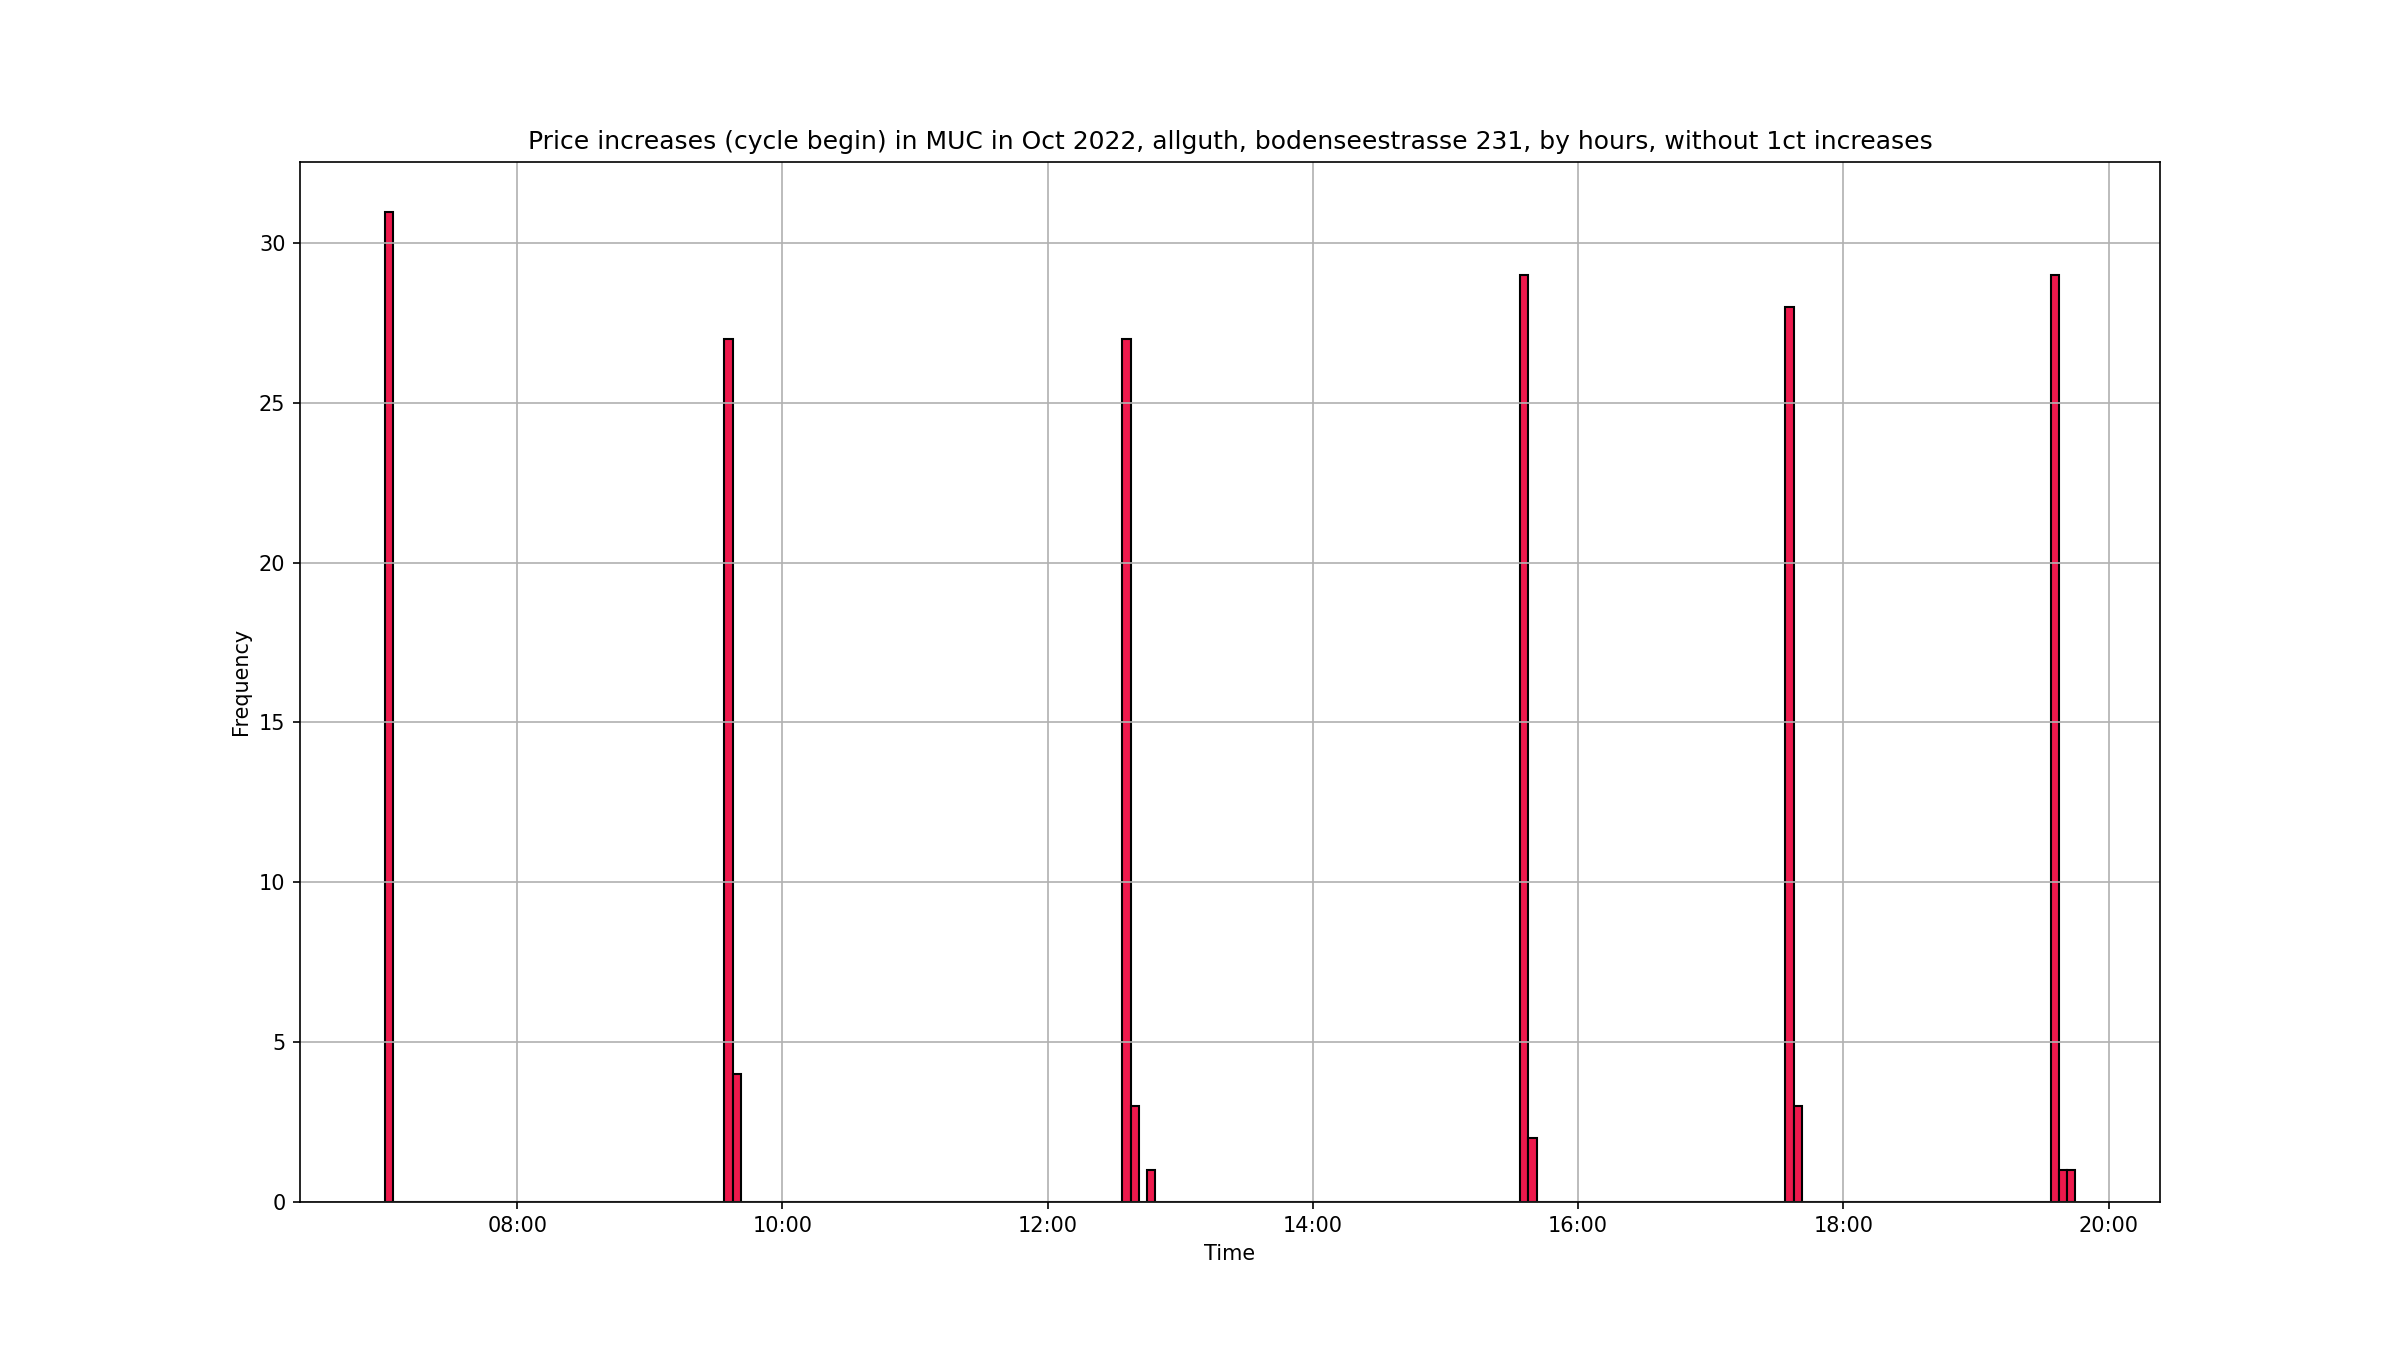 Price increases (cycle begin) in MUC in Oct 2022, allguth, bodenseestrasse 231, by hours, without 1ct increases
30
25
20
15
10
5
0
Frequency
08:00 10:00 12:00 14:00 16:00 18:00 20:00
Time